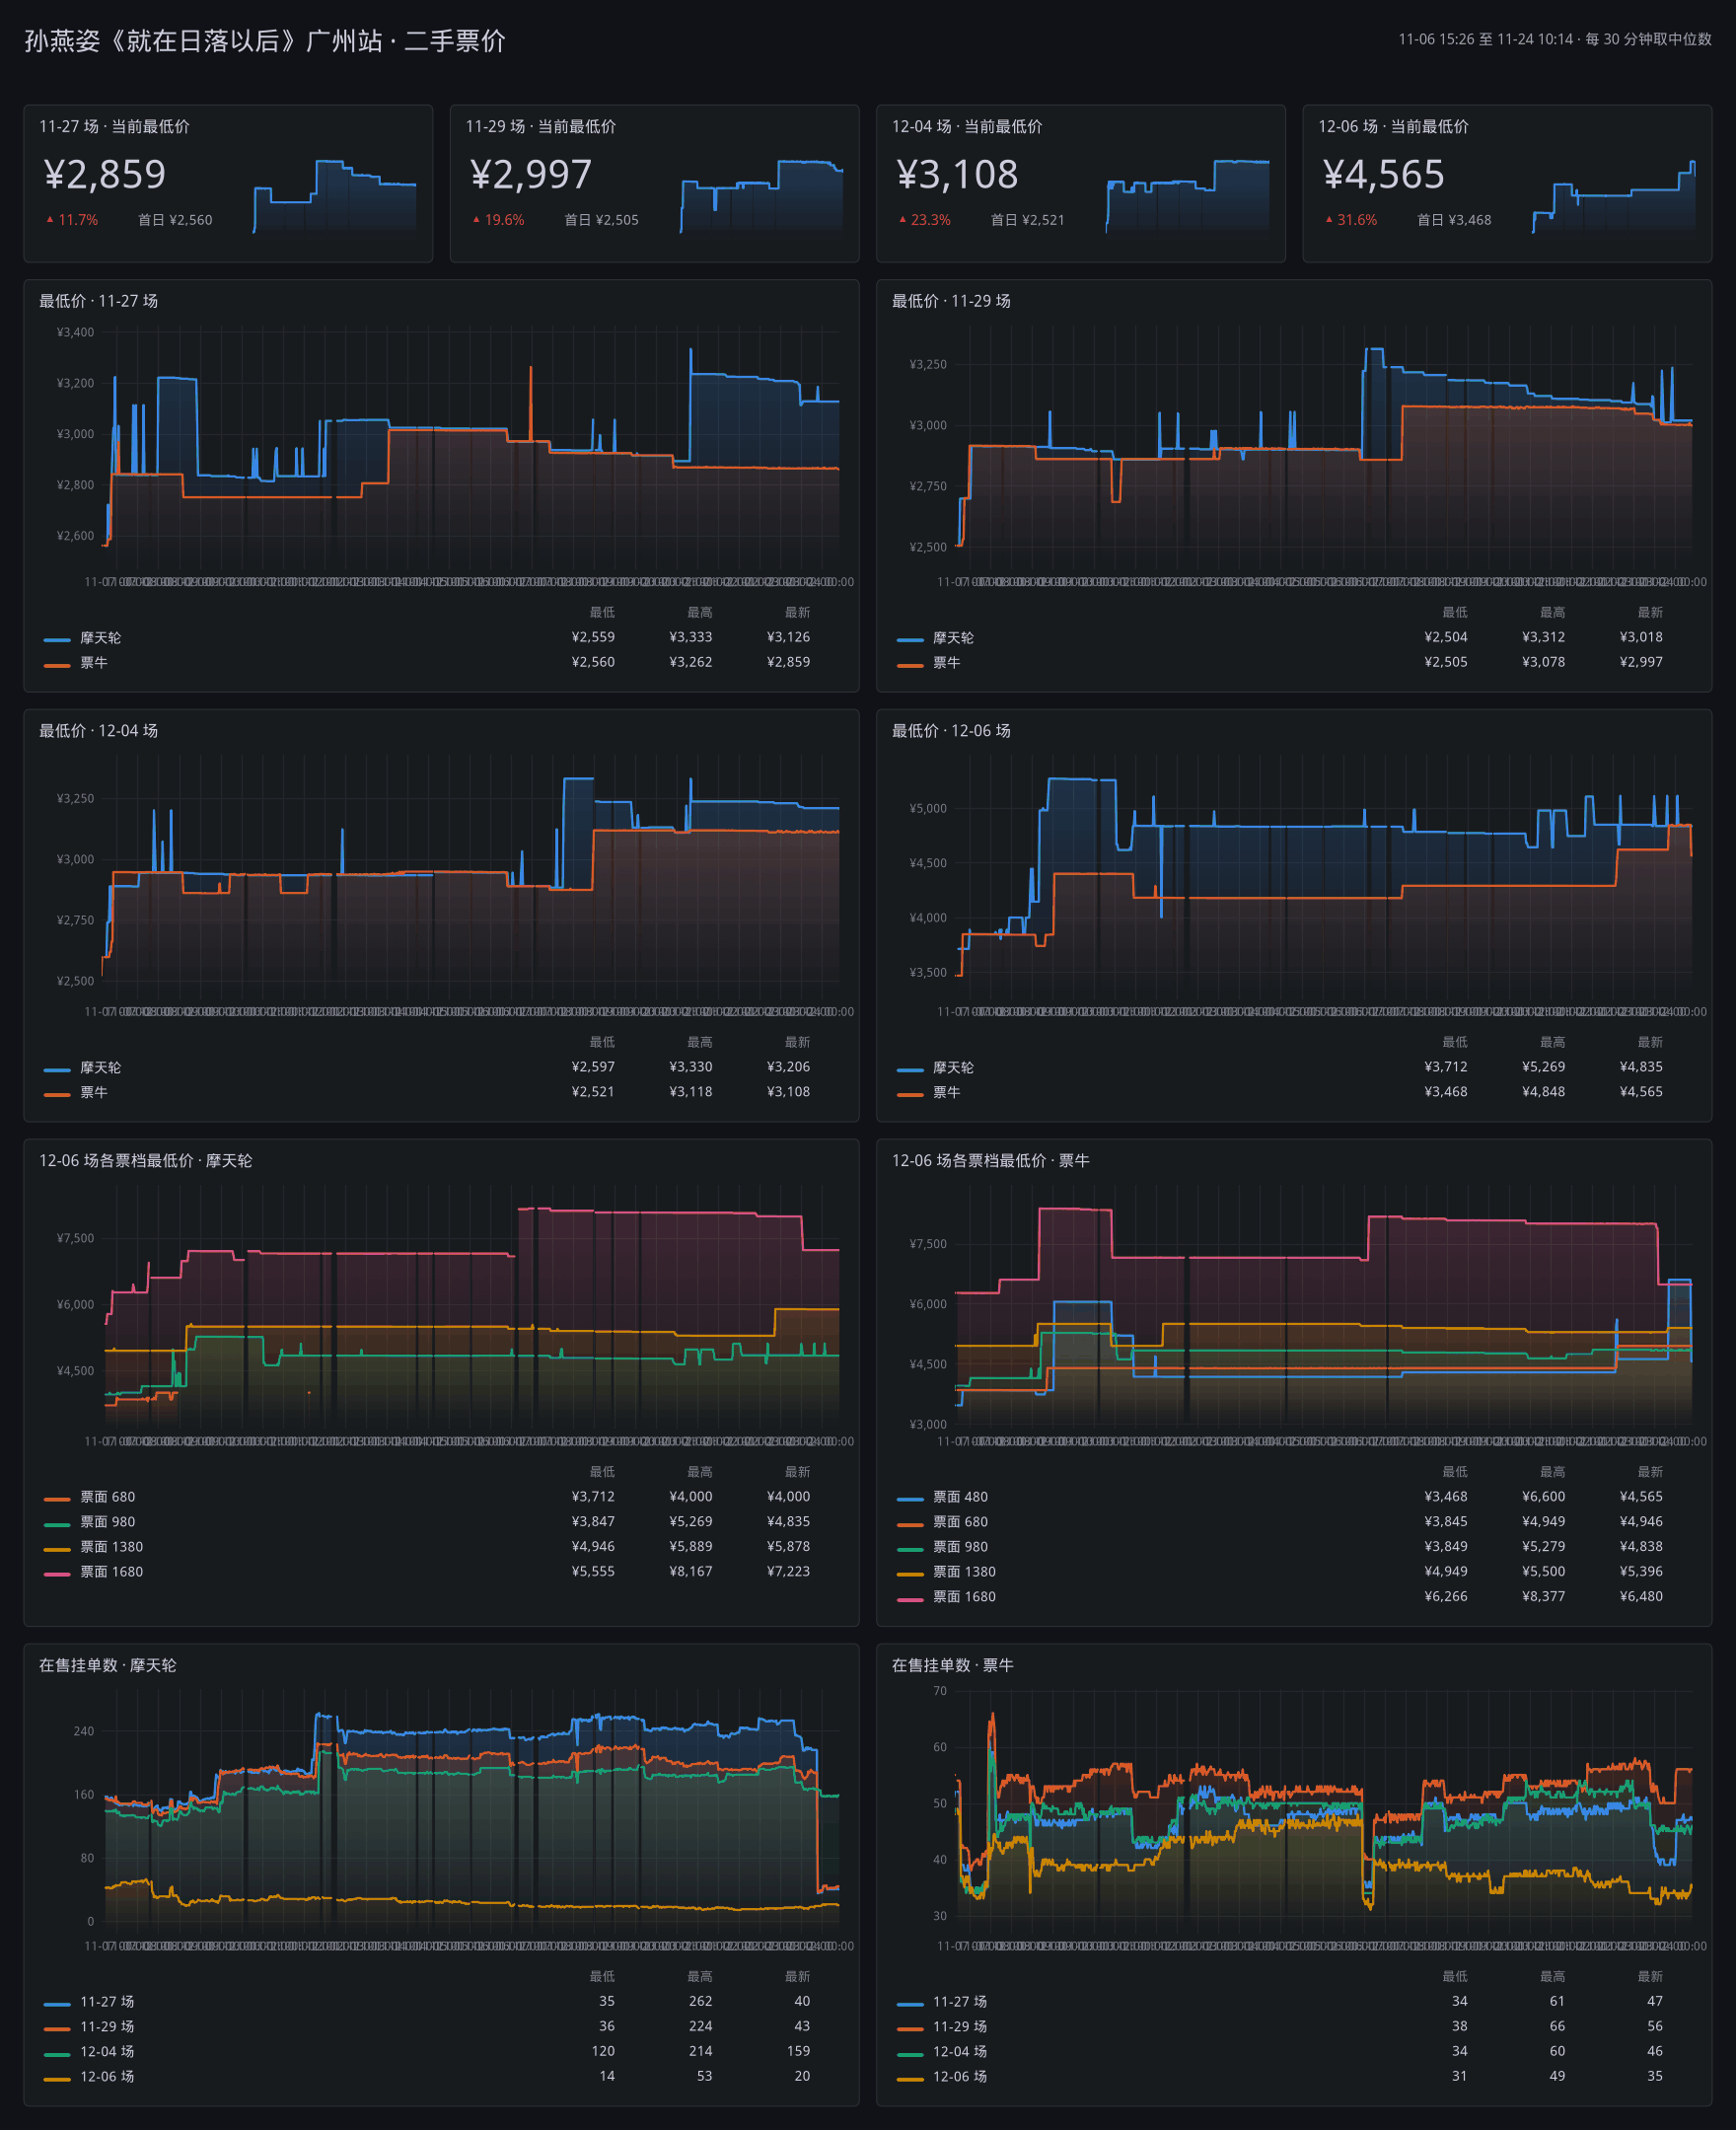 孙燕姿《就在日落以后》广州站 · 二手票价
11-06 15:26 至 11-24 10:14 · 每 30 分钟取中位数
11-27 场 · 当前最低价
¥2,859
▲ 11.7% 首日 ¥2,560
11-29 场 · 当前最低价
¥2,997
▲ 19.6% 首日 ¥2,505
12-04 场 · 当前最低价
¥3,108
▲ 23.3% 首日 ¥2,521
12-06 场 · 当前最低价
¥4,565
▲ 31.6% 首日 ¥3,468
最低价 · 11-27 场
¥3,400
¥3,200
¥3,000
¥2,800
¥2,600
最低 最高 最新
摩天轮 ¥2,559 ¥3,333 ¥3,126
票牛 ¥2,560 ¥3,262 ¥2,859
最低价 · 11-29 场
¥3,250
¥3,000
¥2,750
¥2,500
最低 最高 最新
摩天轮 ¥2,504 ¥3,312 ¥3,018
票牛 ¥2,505 ¥3,078 ¥2,997
最低价 · 12-04 场
¥3,250
¥3,000
¥2,750
¥2,500
最低 最高 最新
摩天轮 ¥2,597 ¥3,330 ¥3,206
票牛 ¥2,521 ¥3,118 ¥3,108
最低价 · 12-06 场
¥5,000
¥4,500
¥4,000
¥3,500
最低 最高 最新
摩天轮 ¥3,712 ¥5,269 ¥4,835
票牛 ¥3,468 ¥4,848 ¥4,565
12-06 场各票档最低价 · 摩天轮
¥7,500
¥6,000
¥4,500
最低 最高 最新
票面 680 ¥3,712 ¥4,000 ¥4,000
票面 980 ¥3,847 ¥5,269 ¥4,835
票面 1380 ¥4,946 ¥5,889 ¥5,878
票面 1680 ¥5,555 ¥8,167 ¥7,223
12-06 场各票档最低价 · 票牛
¥7,500
¥6,000
¥4,500
¥3,000
最低 最高 最新
票面 480 ¥3,468 ¥6,600 ¥4,565
票面 680 ¥3,845 ¥4,949 ¥4,946
票面 980 ¥3,849 ¥5,279 ¥4,838
票面 1380 ¥4,949 ¥5,500 ¥5,396
票面 1680 ¥6,266 ¥8,377 ¥6,480
在售挂单数 · 摩天轮
240
160
80
0
最低 最高 最新
11-27 场 35 262 40
11-29 场 36 224 43
12-04 场 120 214 159
12-06 场 14 53 20
在售挂单数 · 票牛
70
60
50
40
30
最低 最高 最新
11-27 场 34 61 47
11-29 场 38 66 56
12-04 场 34 60 46
12-06 场 31 49 35